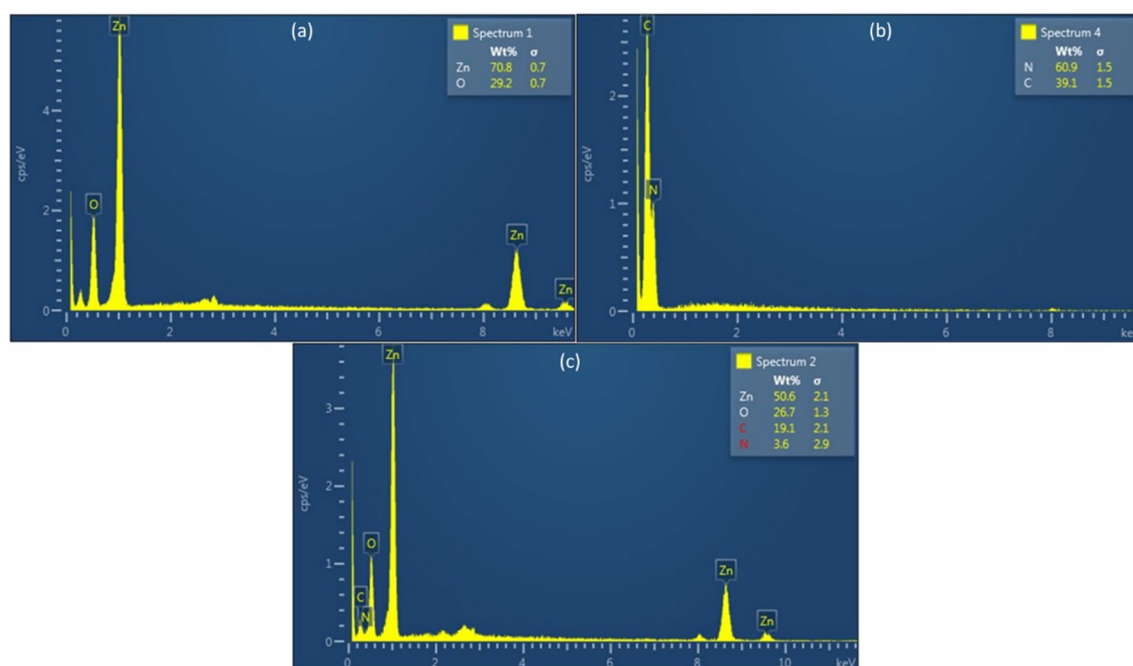 (a)
Spectrum 1
Wt% σ
Zn 70.8 0.7
O 29.2 0.7
Zn
O
Zn
Zn
cps/eV
4
2
0
0 2 4 6 8 keV
(b)
Spectrum 4
Wt% σ
N 60.9 1.5
C 39.1 1.5
C
N
cps/eV
2
1
0
0 2 4 6 8 ke
(c)
Spectrum 2
Wt% σ
Zn 50.6 2.1
O 26.7 1.3
C 19.1 2.1
N 3.6 2.9
Zn
O
C
N
Zn
Zn
cps/eV
3
2
1
0
0 2 4 6 8 10 keV